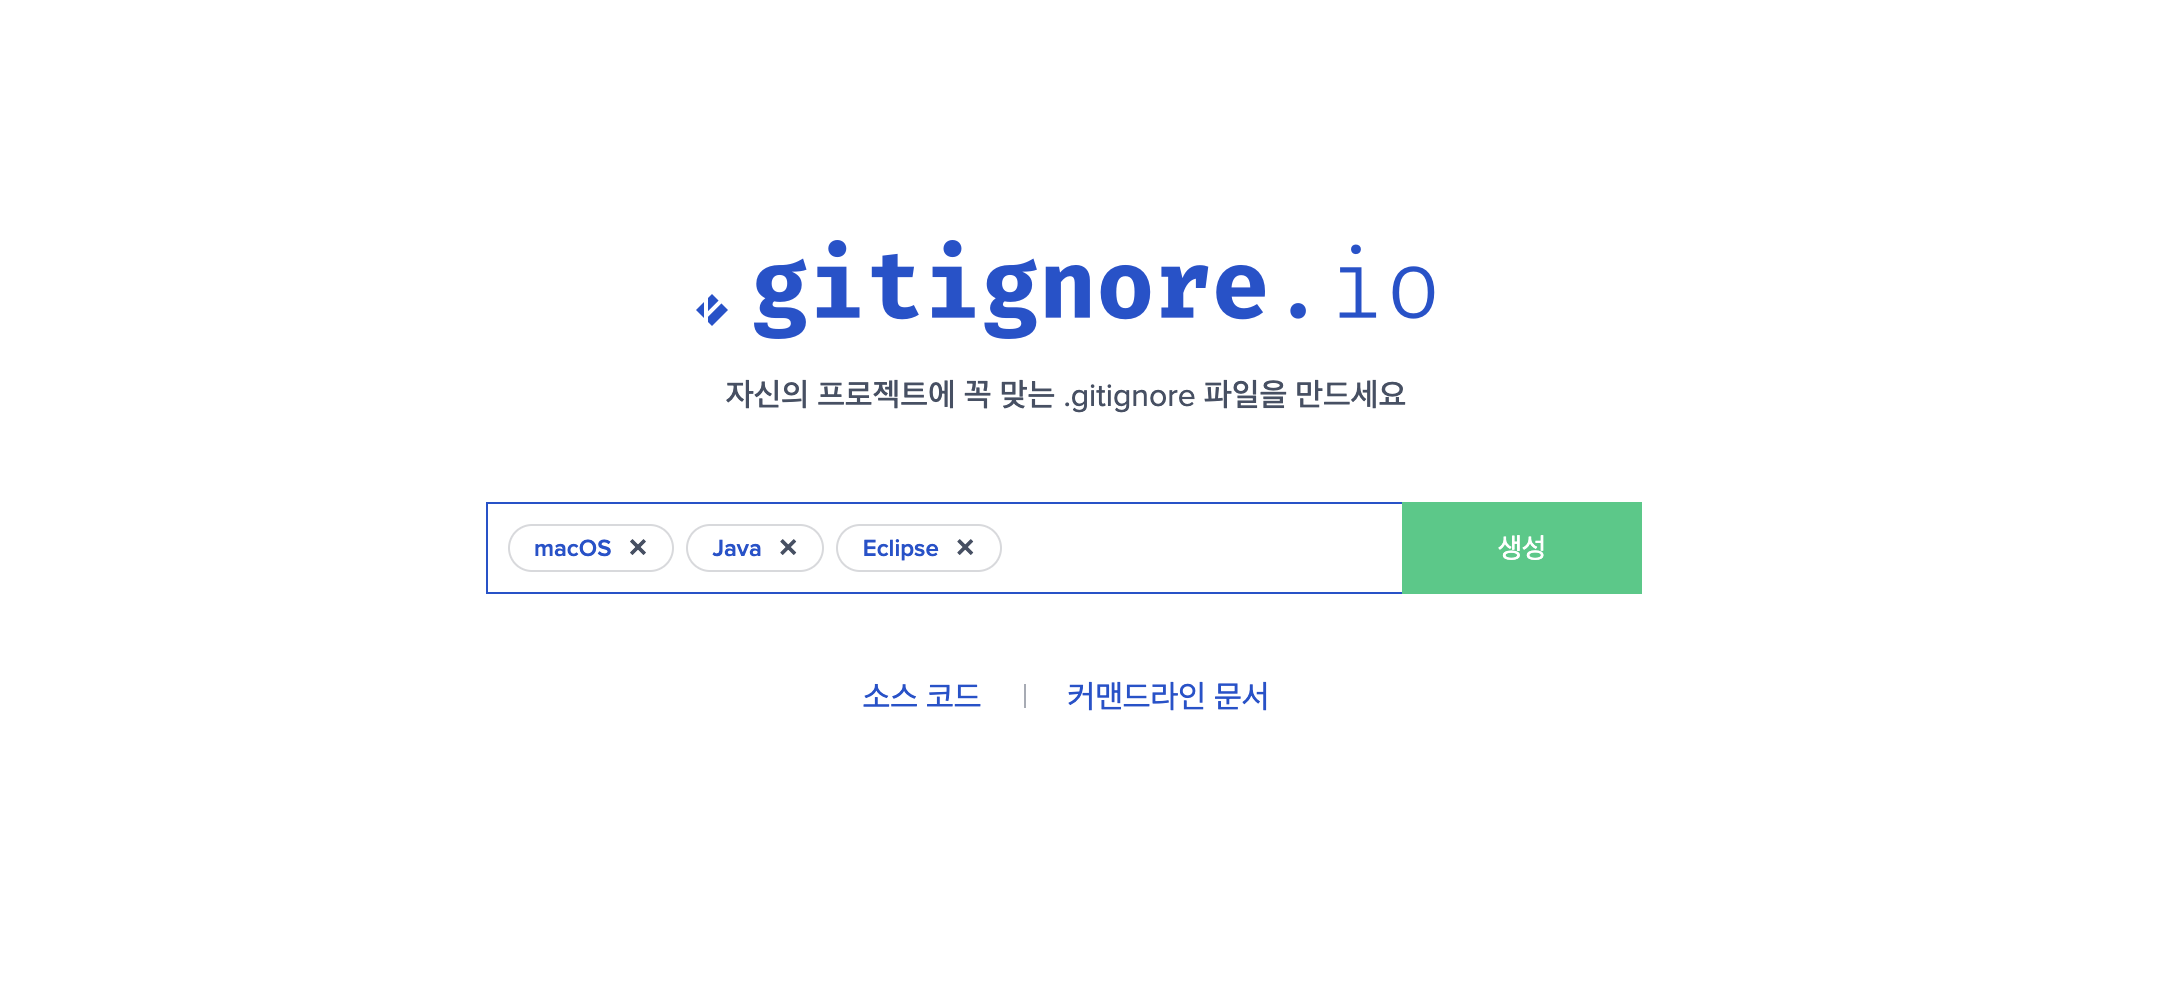 .gitignore.io
자신의 프로젝트에 꼭 맞는 .gitignore 파일을 만드세요
macOS ✕ Java ✕ Eclipse ✕ 생성
소스 코드 | 커맨드라인 문서